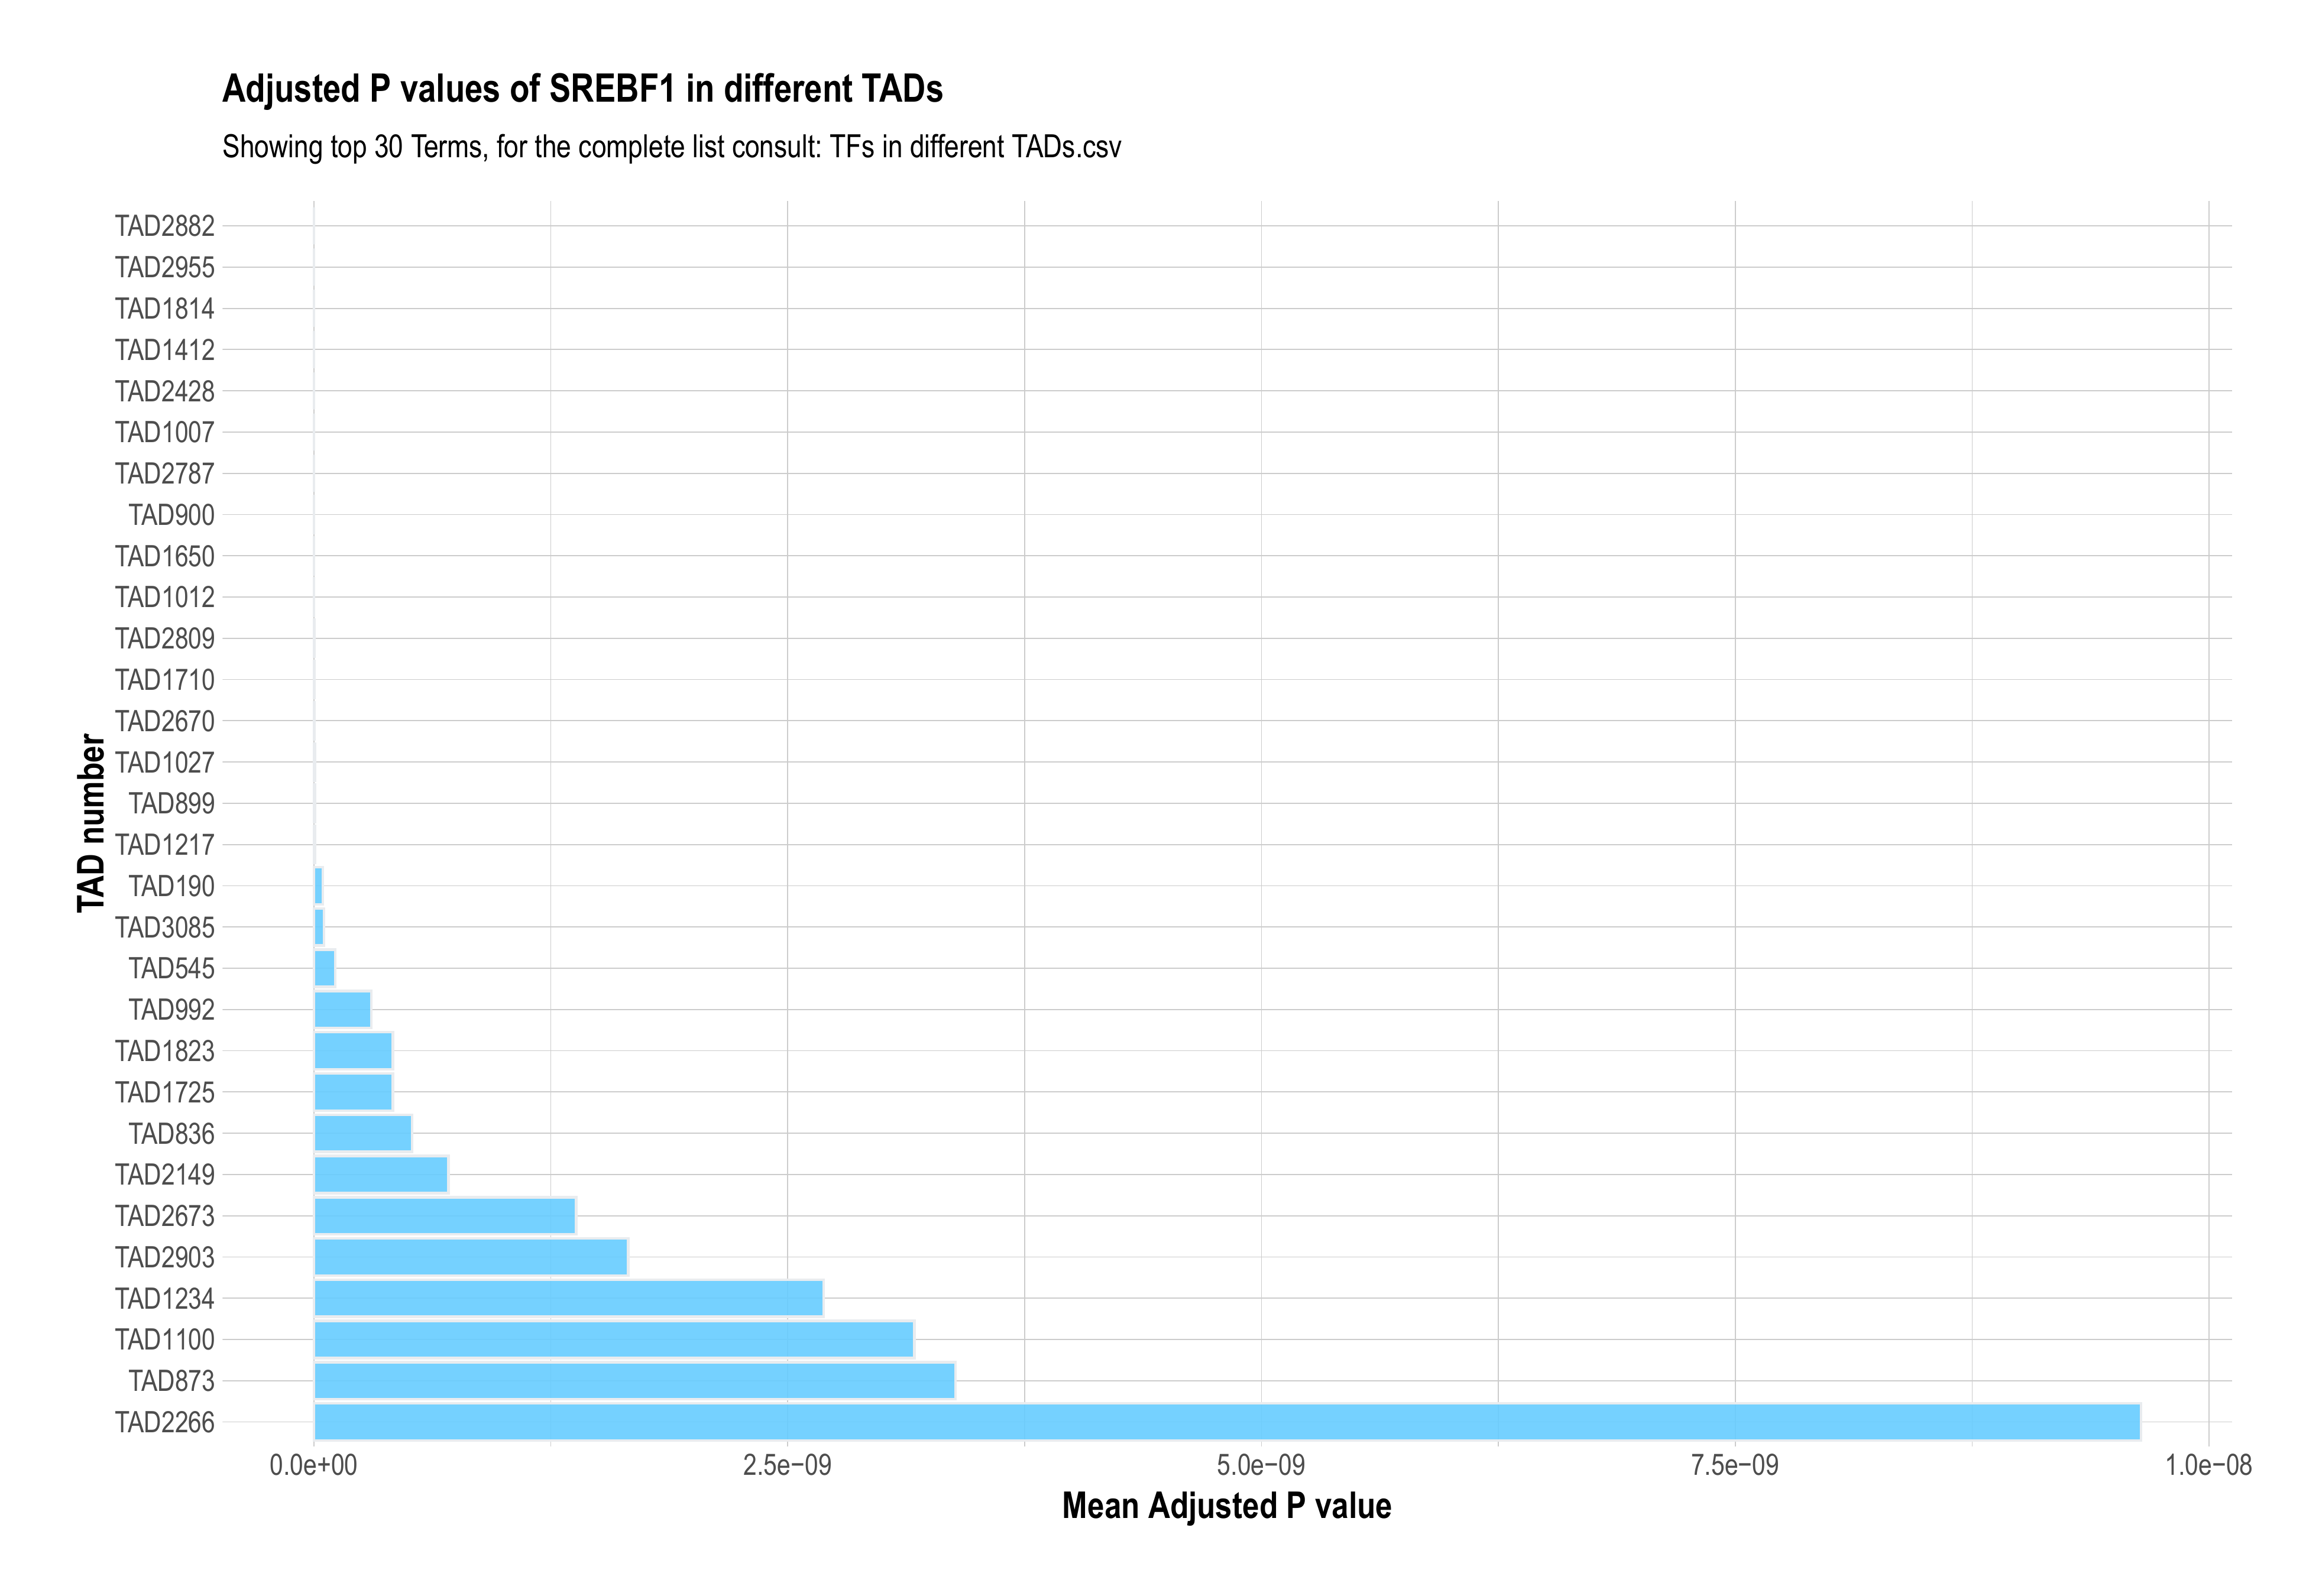 Adjusted P values of SREBF1 in different TADs
Showing top 30 Terms, for the complete list consult: TFs in different TADs.csv
TAD number
TAD2882
TAD2955
TAD1814
TAD1412
TAD2428
TAD1007
TAD2787
TAD900
TAD1650
TAD1012
TAD2809
TAD1710
TAD2670
TAD1027
TAD899
TAD1217
TAD190
TAD3085
TAD545
TAD992
TAD1823
TAD1725
TAD836
TAD2149
TAD2673
TAD2903
TAD1234
TAD1100
TAD873
TAD2266
0.0e+00 2.5e−09 5.0e−09 7.5e−09 1.0e−08
Mean Adjusted P value